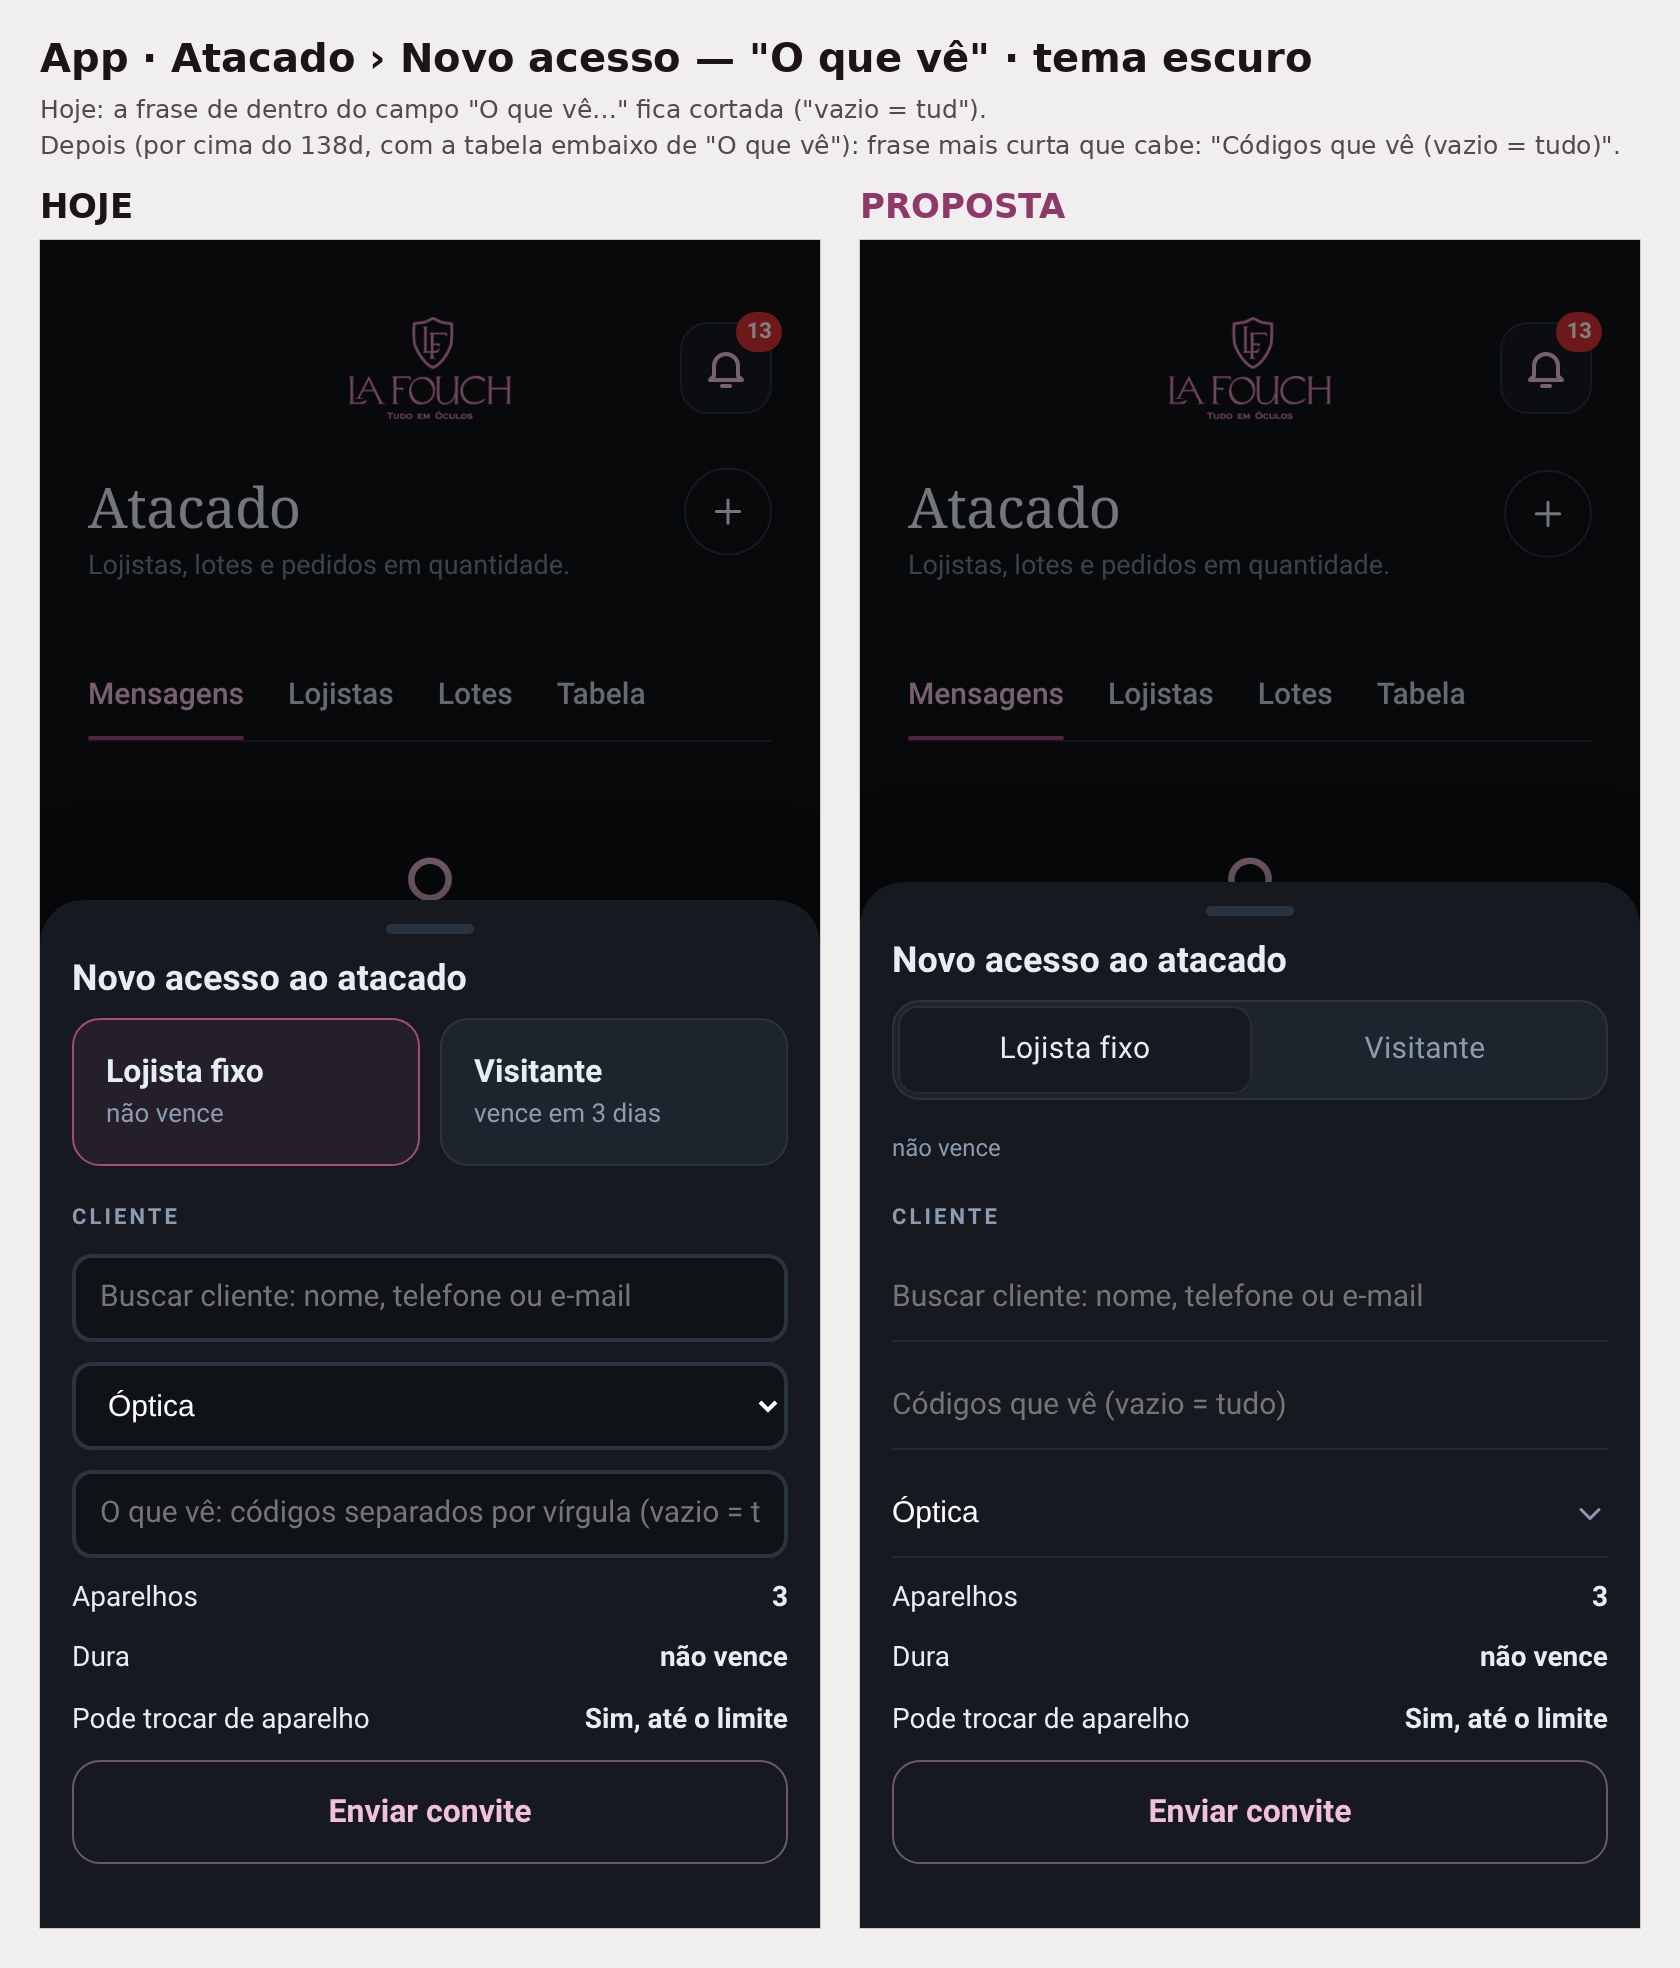 App · Atacado › Novo acesso — "O que vê" · tema escuro
Hoje: a frase de dentro do campo "O que vê…" fica cortada ("vazio = tud").
Depois (por cima do 138d, com a tabela embaixo de "O que vê"): frase mais curta que cabe: "Códigos que vê (vazio = tudo)".
HOJE
13
LF
LA FOUCH
TUDO EM ÓCULOS
Atacado
Lojistas, lotes e pedidos em quantidade.
Mensagens Lojistas Lotes Tabela
Novo acesso ao atacado
Lojista fixo
não vence
Visitante
vence em 3 dias
CLIENTE
Buscar cliente: nome, telefone ou e-mail
Óptica
O que vê: códigos separados por vírgula (vazio = t
Aparelhos 3
Dura não vence
Pode trocar de aparelho Sim, até o limite
Enviar convite
PROPOSTA
13
LF
LA FOUCH
TUDO EM ÓCULOS
Atacado
Lojistas, lotes e pedidos em quantidade.
Mensagens Lojistas Lotes Tabela
Novo acesso ao atacado
Lojista fixo Visitante
não vence
CLIENTE
Buscar cliente: nome, telefone ou e-mail
Códigos que vê (vazio = tudo)
Óptica
Aparelhos 3
Dura não vence
Pode trocar de aparelho Sim, até o limite
Enviar convite